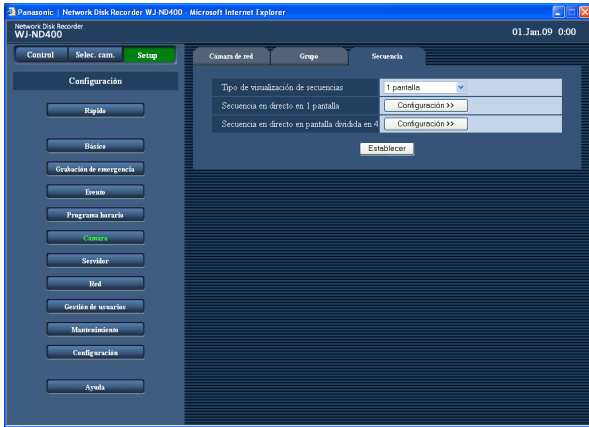 Panasonic | Network Disk Recorder WJ-ND400 - Microsoft Internet Explorer
Network Disk Recorder
WJ-ND400
01.Jan.09 0:00
Control Selec. cam. Setup
Cámara de red Grupo Secuencia
Configuración
Rápido
Básico
Grabación de emergencia
Evento
Programa horario
Camara
Servidor
Red
Gestión de usuarios
Mantenimiento
Configuración
Ayuda
Tipo de visualización de secuencias 1 pantalla
Secuencia en directo en 1 pantalla Configuración >>
Secuencia en directo en pantalla dividida en 4 Configuración >>
Establecer